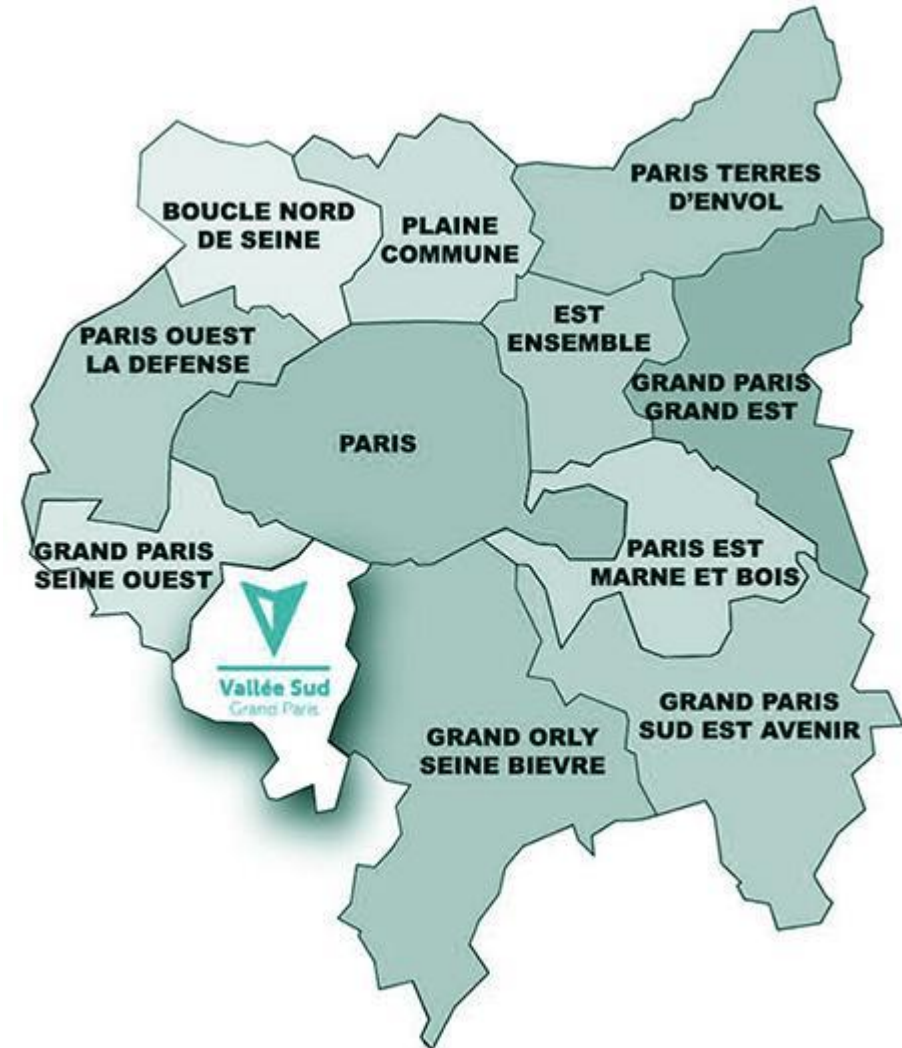 PARIS TERRES
D'ENVOL
BOUCLE NORD
DE SEINE
PLAINE
COMMUNE
EST
ENSEMBLE
PARIS OUEST
LA DEFENSE
GRAND PARIS
GRAND EST
PARIS
GRAND PARIS
SEINE OUEST
PARIS EST
MARNE ET BOIS
Vallée Sud
Grand Paris
GRAND PARIS
SUD EST AVENIR
GRAND ORLY
SEINE BIEVRE